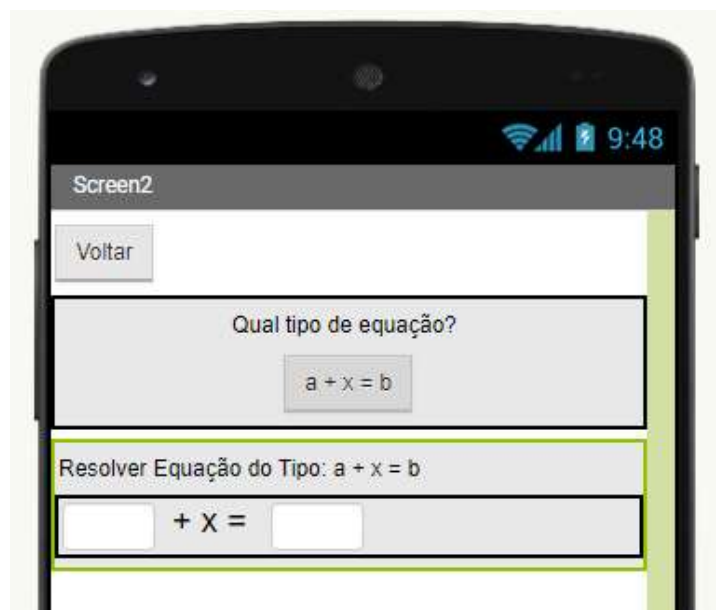 9:48
Screen2
Voltar
Qual tipo de equação?
a + x = b
Resolver Equação do Tipo: a + x = b
+ x =